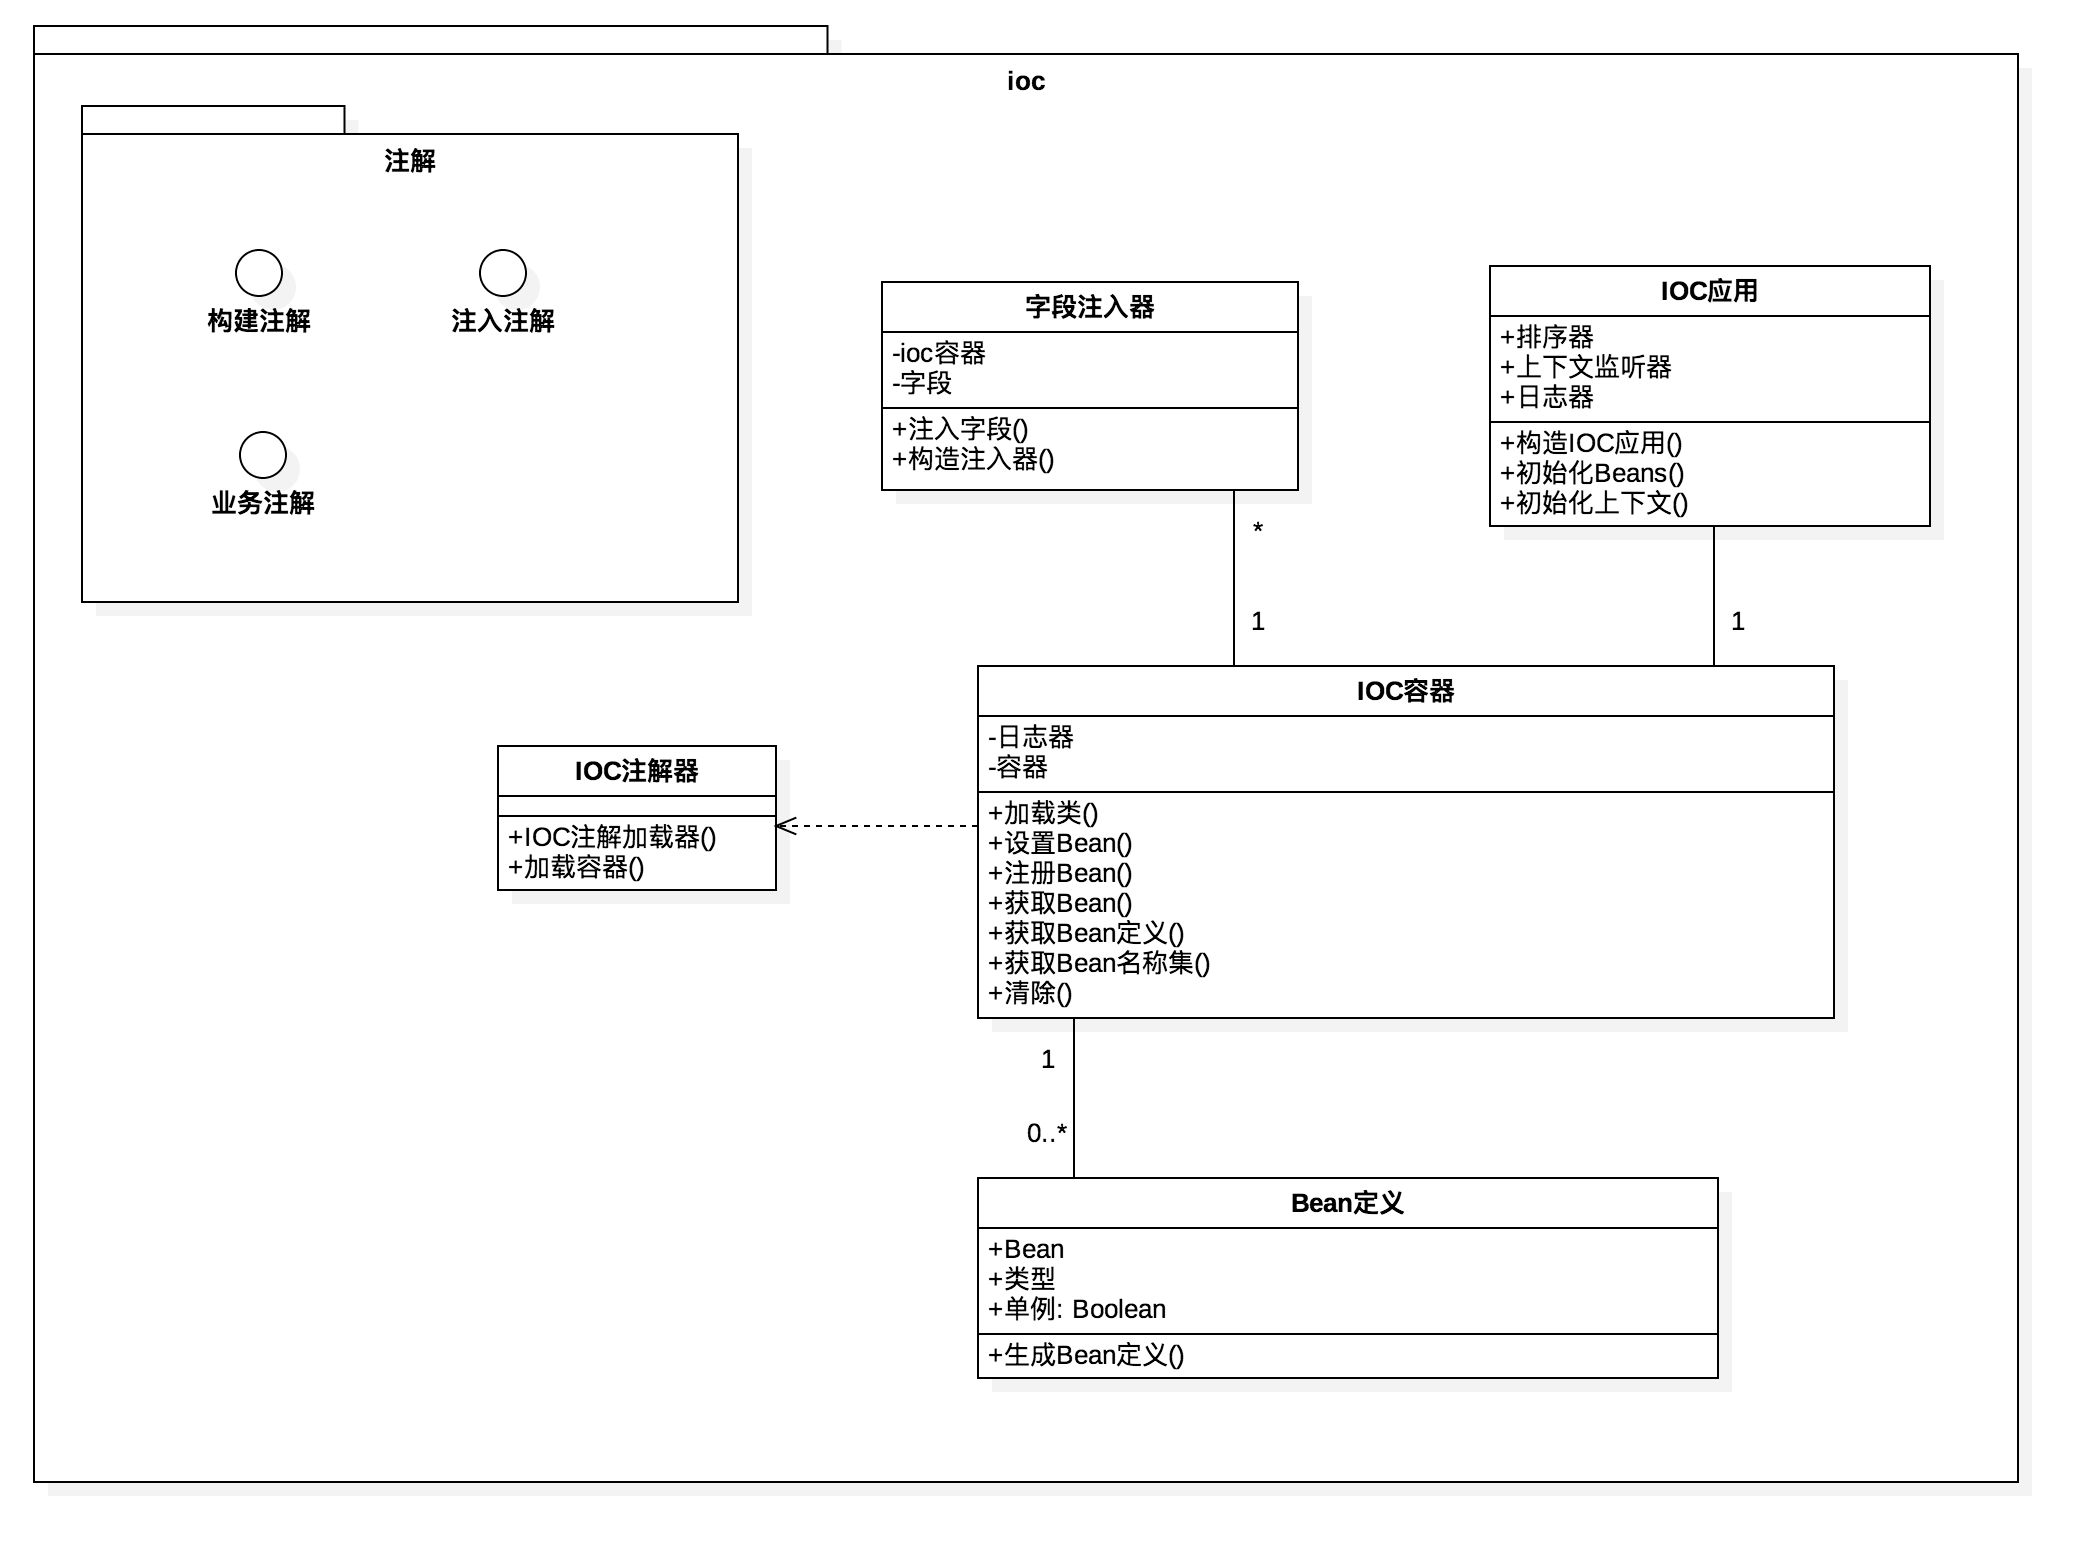 ioc
注解
构建注解
注入注解
业务注解
字段注入器
-ioc容器
-字段
+注入字段()
+构造注入器()
IOC应用
+排序器
+上下文监听器
+日志器
+构造IOC应用()
+初始化Beans()
+初始化上下文()
*
1
1
IOC注解器
+IOC注解加载器()
+加载容器()
IOC容器
-日志器
-容器
+加载类()
+设置Bean()
+注册Bean()
+获取Bean()
+获取Bean定义()
+获取Bean名称集()
+清除()
1
0..*
Bean定义
+Bean
+类型
+单例: Boolean
+生成Bean定义()